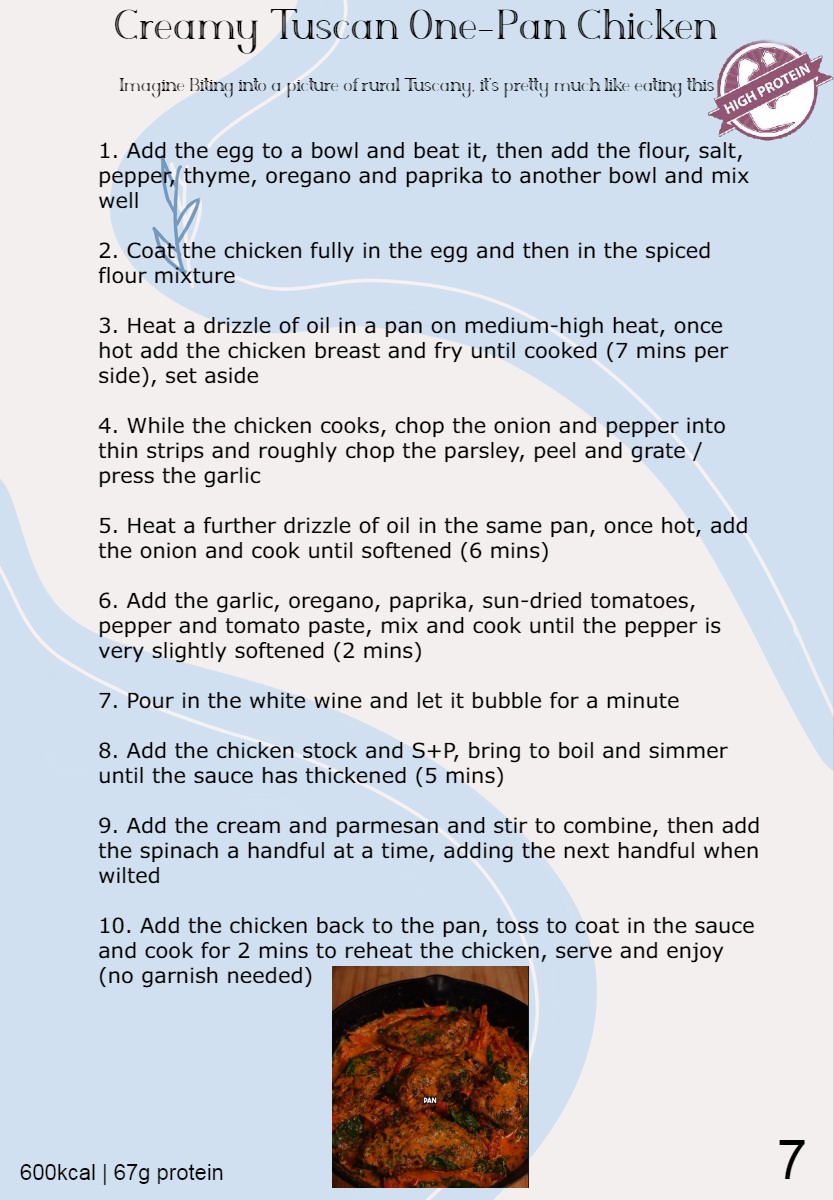 Creamy Tuscan One-Pan Chicken
Imagine Biting into a picture of rural Tuscany, it's pretty much like eating this
HIGH PROTEIN
1. Add the egg to a bowl and beat it, then add the flour, salt,
pepper, thyme, oregano and paprika to another bowl and mix
well
2. Coat the chicken fully in the egg and then in the spiced
flour mixture
3. Heat a drizzle of oil in a pan on medium-high heat, once
hot add the chicken breast and fry until cooked (7 mins per
side), set aside
4. While the chicken cooks, chop the onion and pepper into
thin strips and roughly chop the parsley, peel and grate /
press the garlic
5. Heat a further drizzle of oil in the same pan, once hot, add
the onion and cook until softened (6 mins)
6. Add the garlic, oregano, paprika, sun-dried tomatoes,
pepper and tomato paste, mix and cook until the pepper is
very slightly softened (2 mins)
7. Pour in the white wine and let it bubble for a minute
8. Add the chicken stock and S+P, bring to boil and simmer
until the sauce has thickened (5 mins)
9. Add the cream and parmesan and stir to combine, then add
the spinach a handful at a time, adding the next handful when
wilted
10. Add the chicken back to the pan, toss to coat in the sauce
and cook for 2 mins to reheat the chicken, serve and enjoy
(no garnish needed)
PAN
600kcal | 67g protein
7